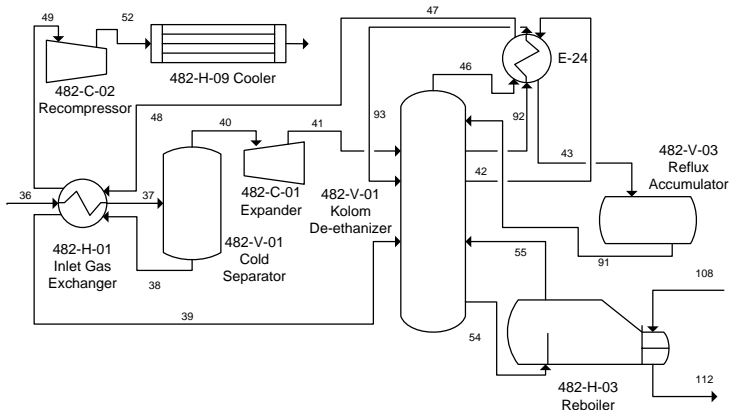 49
52
47
482-H-09 Cooler
482-C-02
Recompressor
E-24
48
46
40
41
93
92
43
482-V-03
Reflux
Accumulator
36
37
482-C-01
Expander
482-V-01
Kolom
De-ethanizer
42
482-H-01
Inlet Gas
Exchanger
482-V-01
Cold
Separator
38
55
91
108
39
54
112
482-H-03
Reboiler